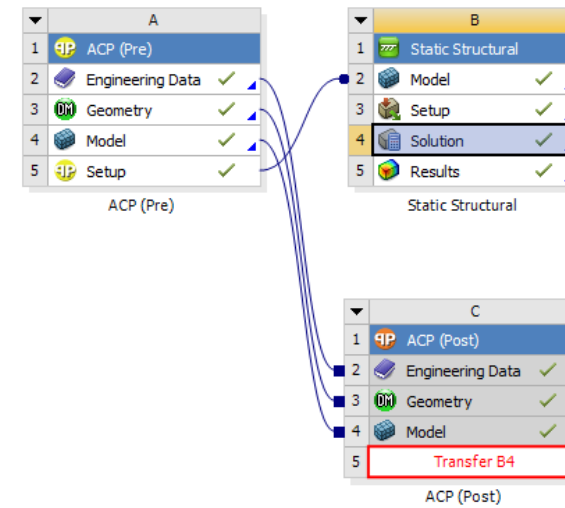 A
1 ACP (Pre)
2 Engineering Data
3 DM Geometry
4 Model
5 Setup
ACP (Pre)
B
1 Static Structural
2 Model
3 Setup
4 Solution
5 Results
Static Structural
C
1 ACP (Post)
2 Engineering Data
3 DM Geometry
4 Model
5 Transfer B4
ACP (Post)